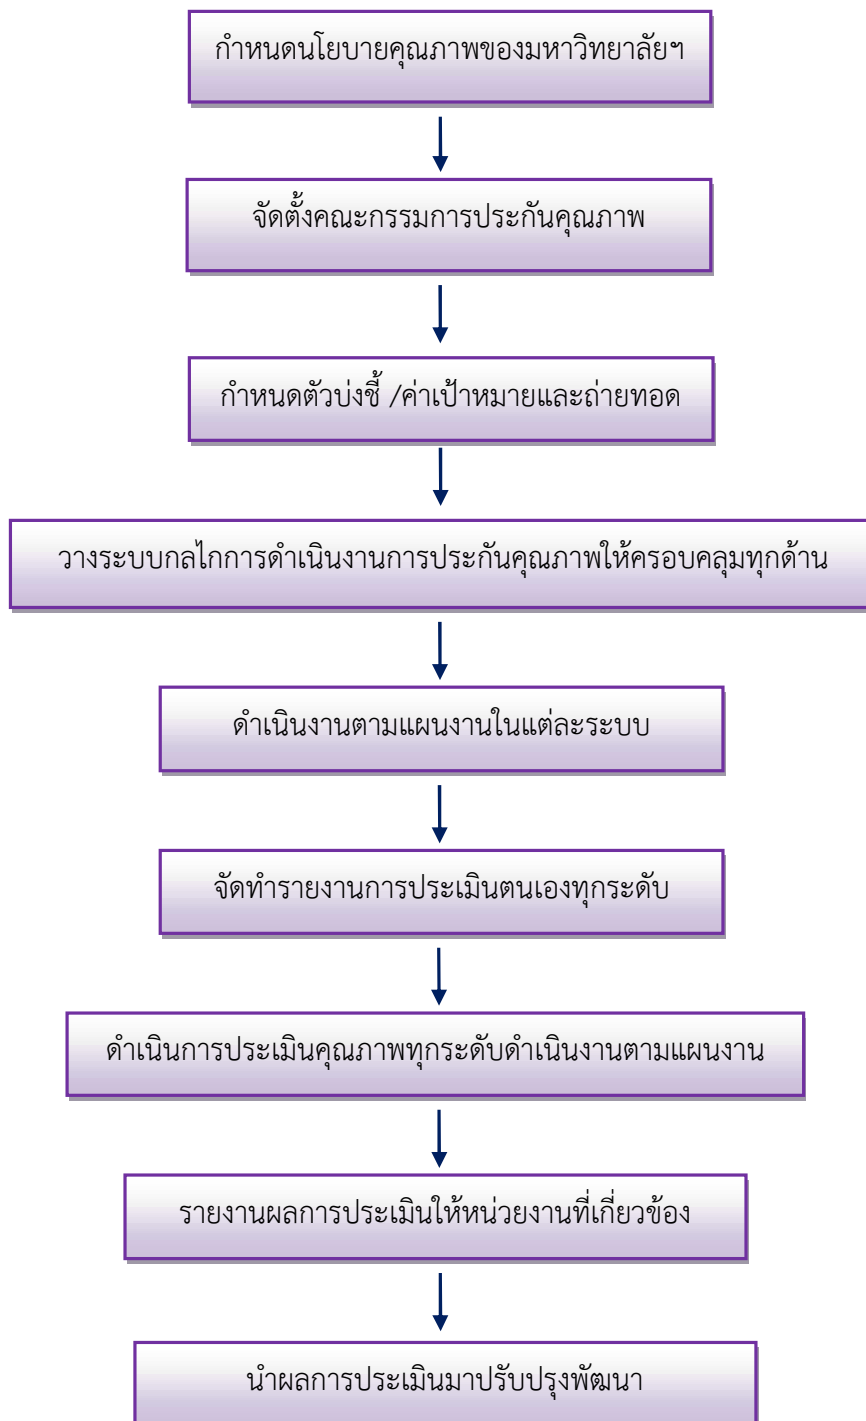 กำหนดนโยบายคุณภาพของมหาวิทยาลัยฯ
จัดตั้งคณะกรรมการประกันคุณภาพ
กำหนดตัวบ่งชี้ /ค่าเป้าหมายและถ่ายทอด
วางระบบกลไกการดำเนินงานการประกันคุณภาพให้ครอบคลุมทุกด้าน
ดำเนินงานตามแผนงานในแต่ละระบบ
จัดทำรายงานการประเมินตนเองทุกระดับ
ดำเนินการประเมินคุณภาพทุกระดับดำเนินงานตามแผนงาน
รายงานผลการประเมินให้หน่วยงานที่เกี่ยวข้อง
นำผลการประเมินมาปรับปรุงพัฒนา